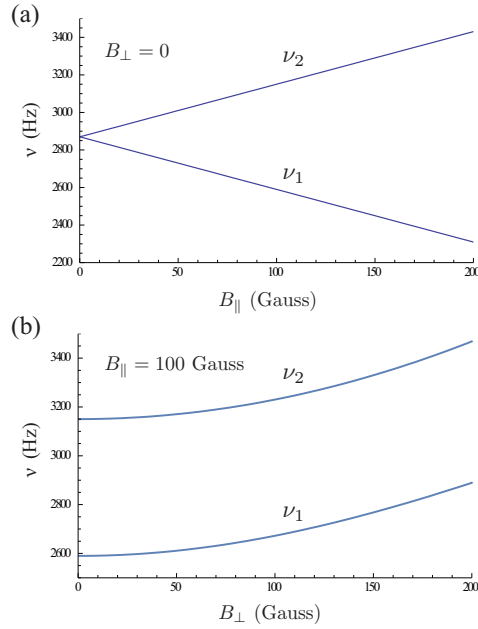 (a)
B⊥ = 0
ν2
ν1
ν (Hz)
3400
3200
3000
2800
2600
2400
2200
0
50
100
150
200
B∥ (Gauss)
(b)
B∥ = 100 Gauss
ν2
ν1
ν (Hz)
3400
3200
3000
2800
2600
0
50
100
150
200
B⊥ (Gauss)